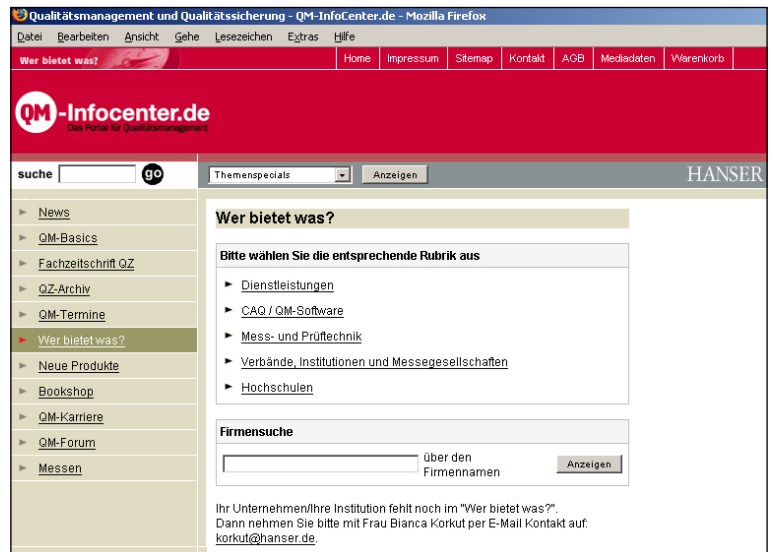 Qualitätsmanagement und Qualitätssicherung - QM-InfoCenter.de - Mozilla Firefox
Datei Bearbeiten Ansicht Gehe Lesezeichen Extras Hilfe
Wer bietet was? Home Impressum Sitemap Kontakt AGB Mediadaten Warenkorb
QM-Infocenter.de
Das Portal für Qualitätsmanagement
suche go Themenspecials Anzeigen HANSER
News
QM-Basics
Fachzeitschrift QZ
QZ-Archiv
QM-Termine
Wer bietet was?
Neue Produkte
Bookshop
QM-Karriere
QM-Forum
Messen
Wer bietet was?
Bitte wählen Sie die entsprechende Rubrik aus
Dienstleistungen
CAQ / QM-Software
Mess- und Prüftechnik
Verbände, Institutionen und Messegesellschaften
Hochschulen
Firmensuche
über den
Firmennamen
Anzeigen
Ihr Unternehmen/Ihre Institution fehlt noch im "Wer bietet was?".
Dann nehmen Sie bitte mit Frau Bianca Korkut per E-Mail Kontakt auf:
korkut@hanser.de.